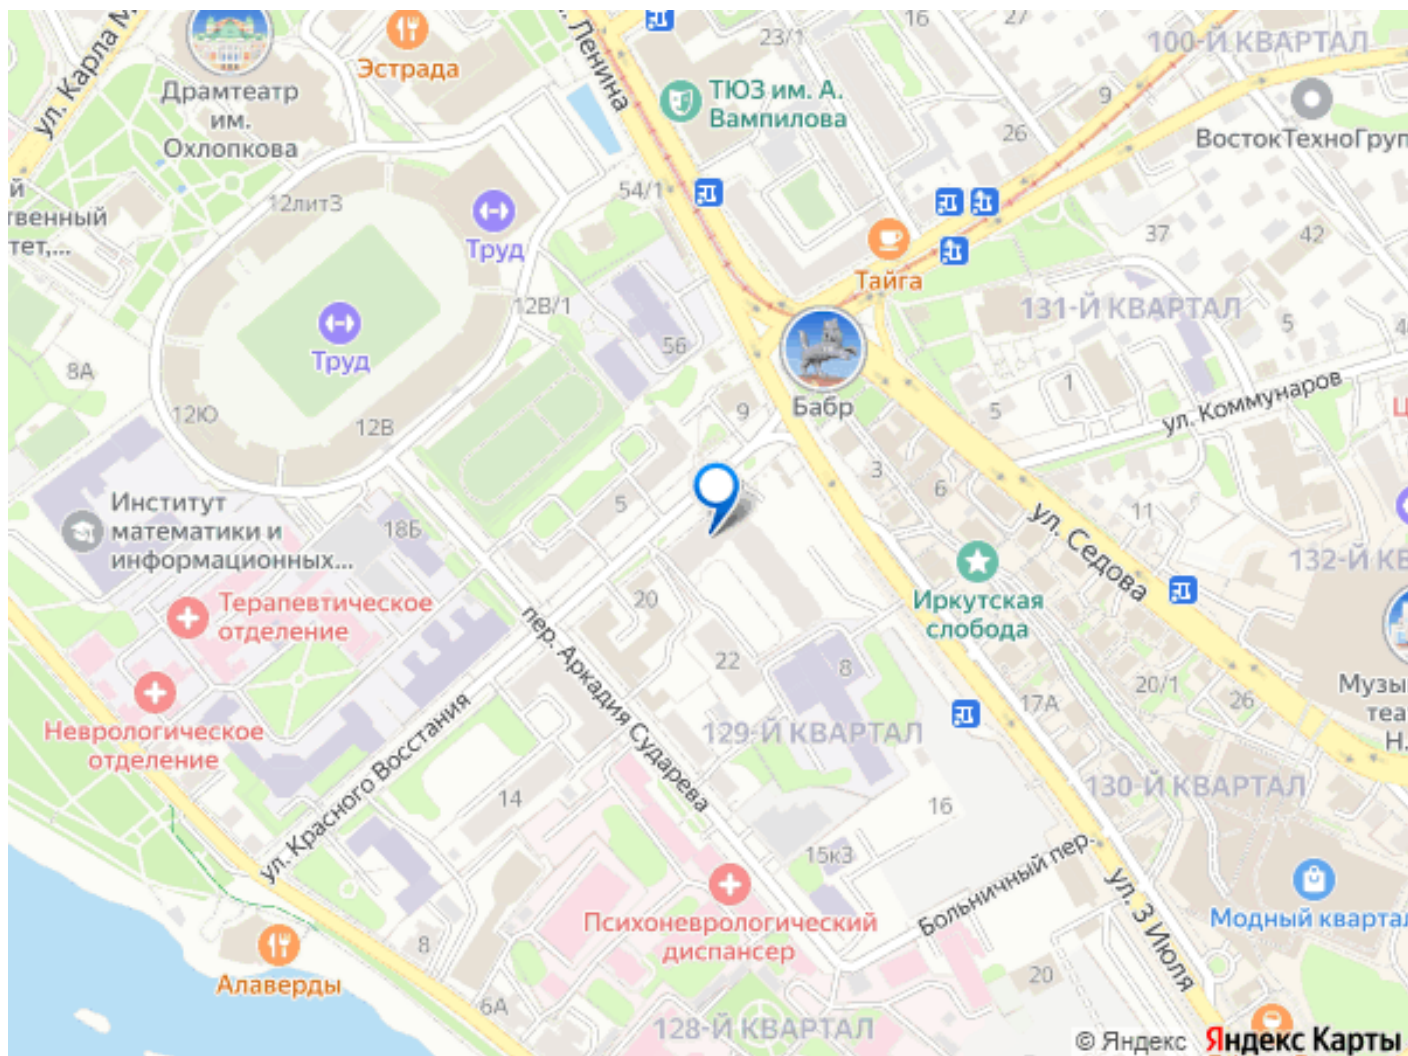 ул. Карла М
Эстрада
Драмтеатр
им.
Охлопкова
л. Ленина
ТЮЗ им. А.
Вампилова
23/1
16
27
100-Й КВАРТАЛ
9
26
ВостокТехноГруп
й
твенный
тет,...
12лит3
Труд
54/1
37
42
Тайга
131-Й КВАРТАЛ
12В/1
56
5
Труд
8А
1
5
ул. Коммунаров
Бабр
9
12Ю
12В
Ц
3
6
Институт
математики и
информационных...
18Б
5
ул. Седова
11
132-Й КВ
Терапевтическое
отделение
20
пер. Аркадия Сударева
Иркутская
слобода
22
8
Неврологическое
отделение
ул. Красного Восстания
129-Й КВАРТАЛ
17А
20/1
26
Музы
теа
Н.
130-Й КВАРТАЛ
14
16
15к3
Больничный пер.
ул. 3 Июля
Психоневрологический
диспансер
Модный квартал
8
Алаверды
6А
20
128-Й КВАРТАЛ
© Яндекс Яндекс Карты